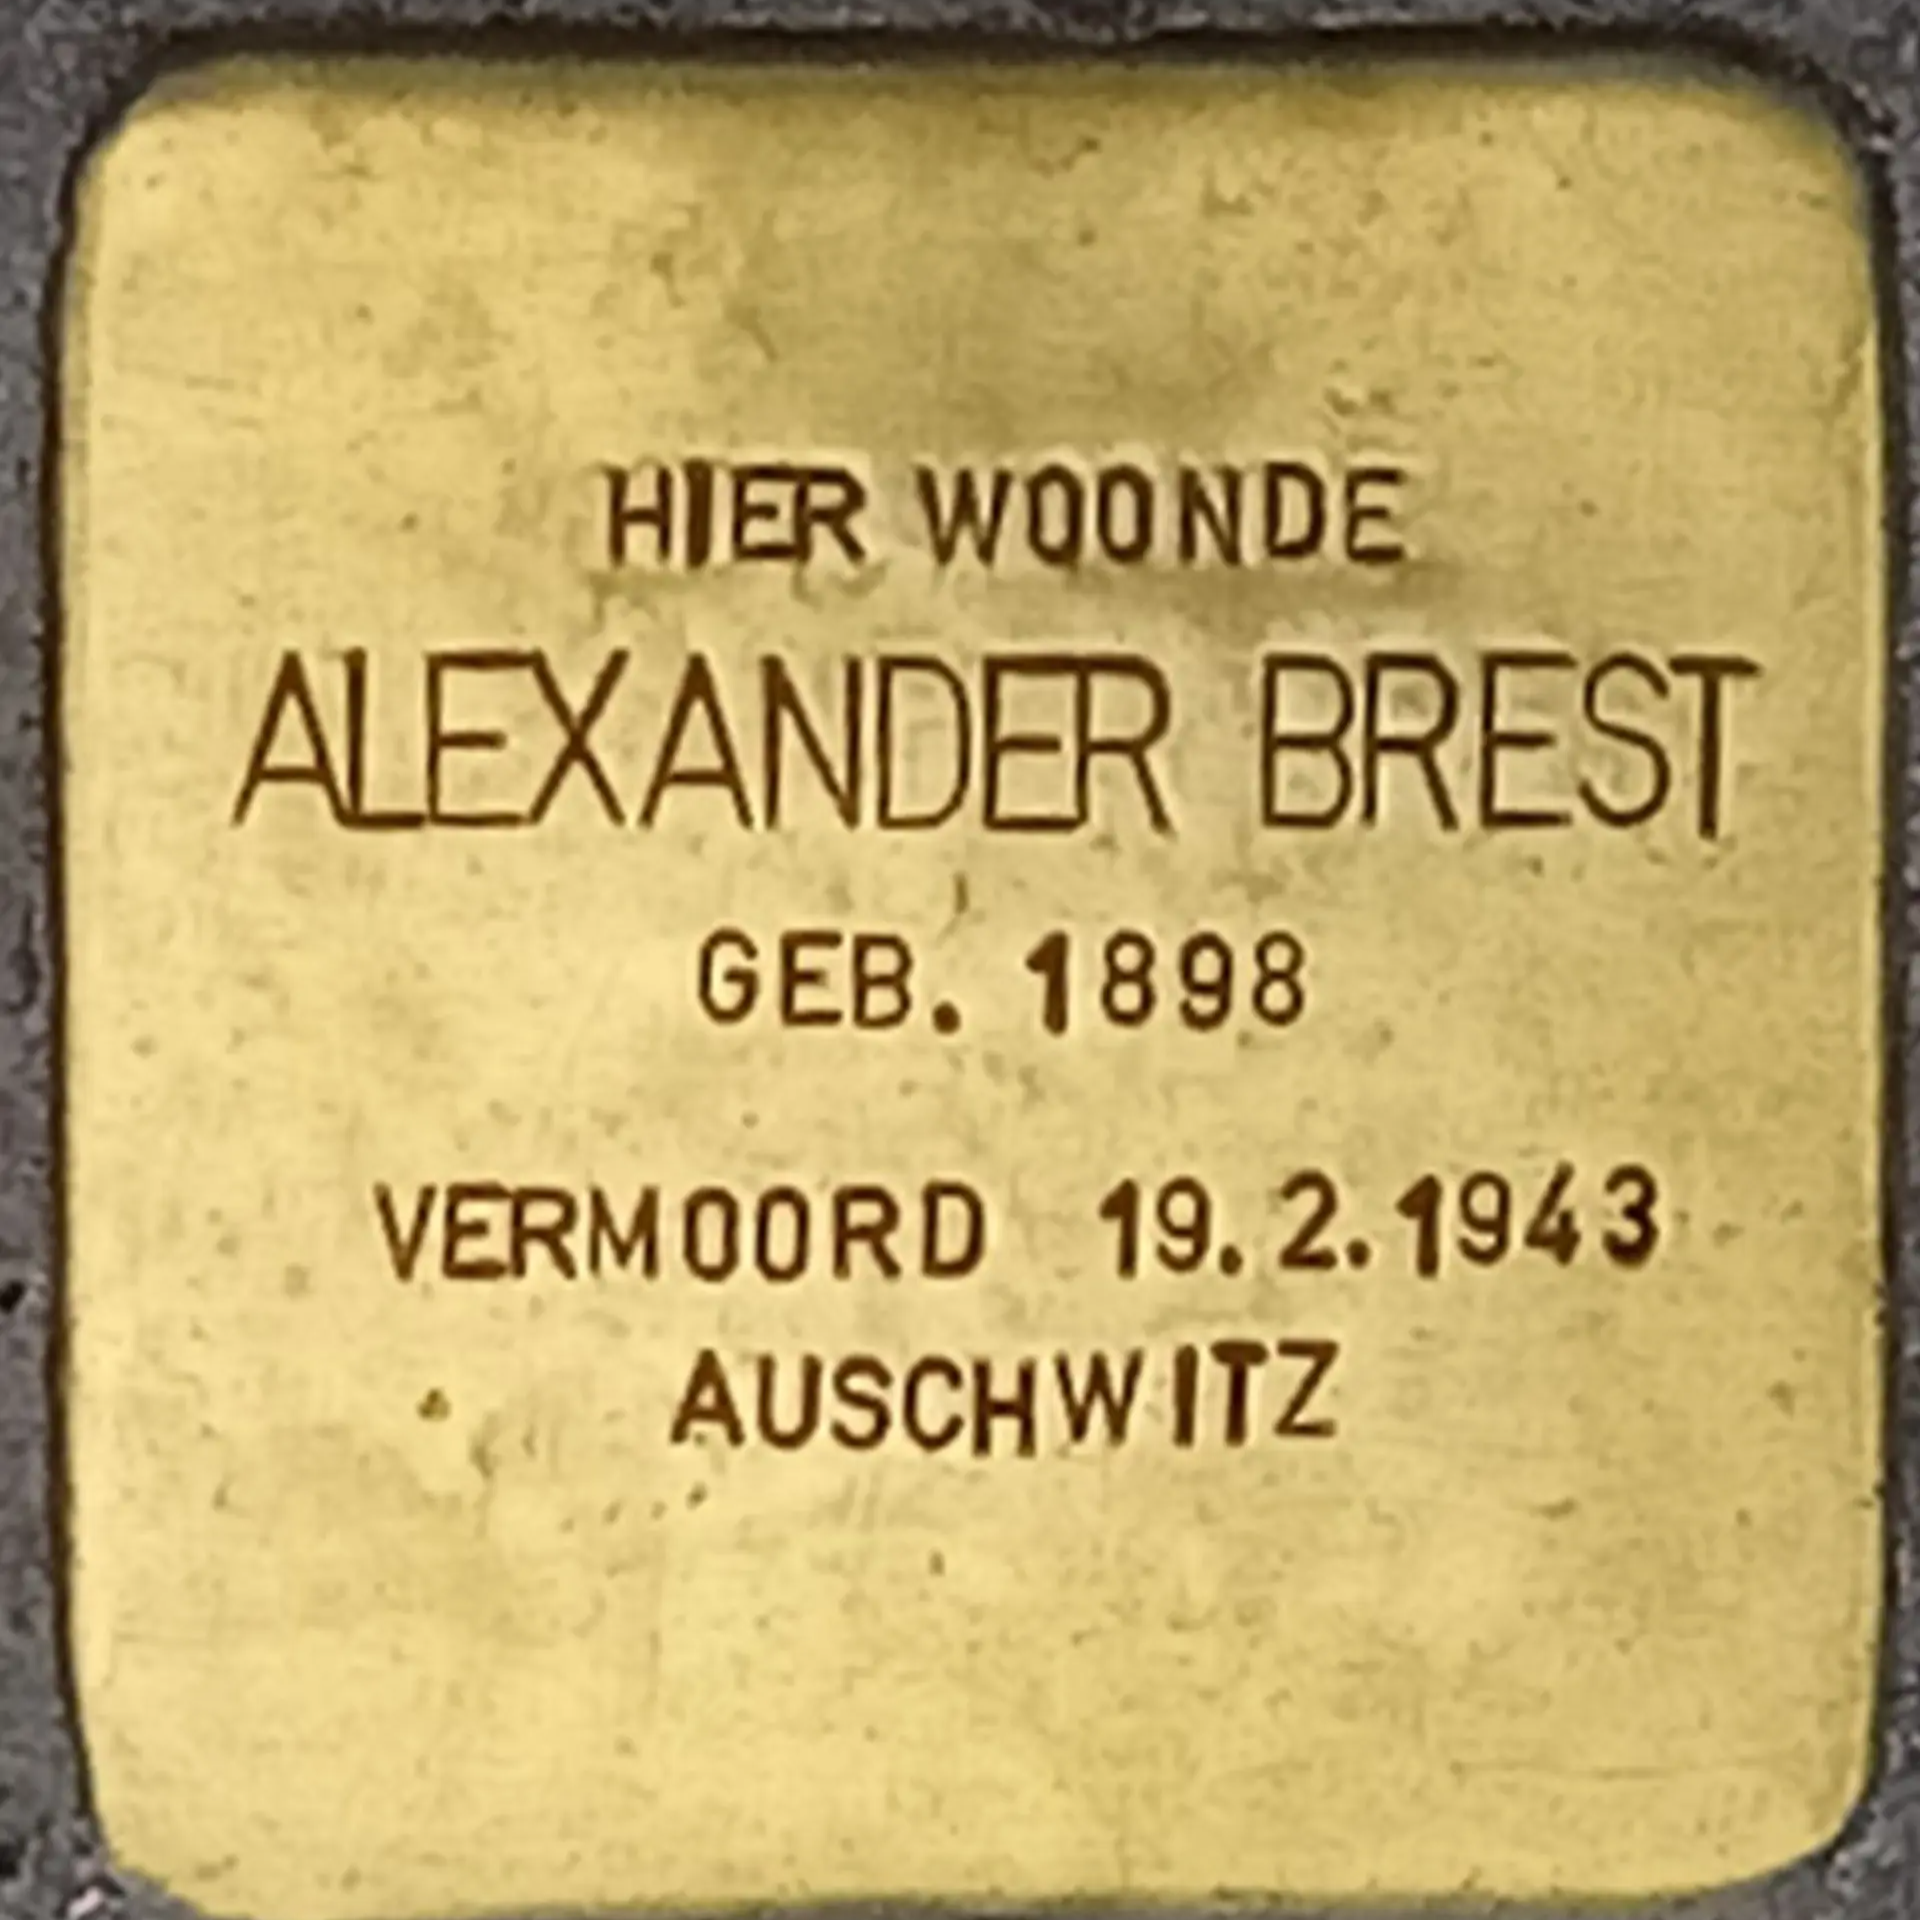 HIER WOONDE
ALEXANDER BREST
GEB. 1898
VERMOORD 19.2.1943
AUSCHWITZ